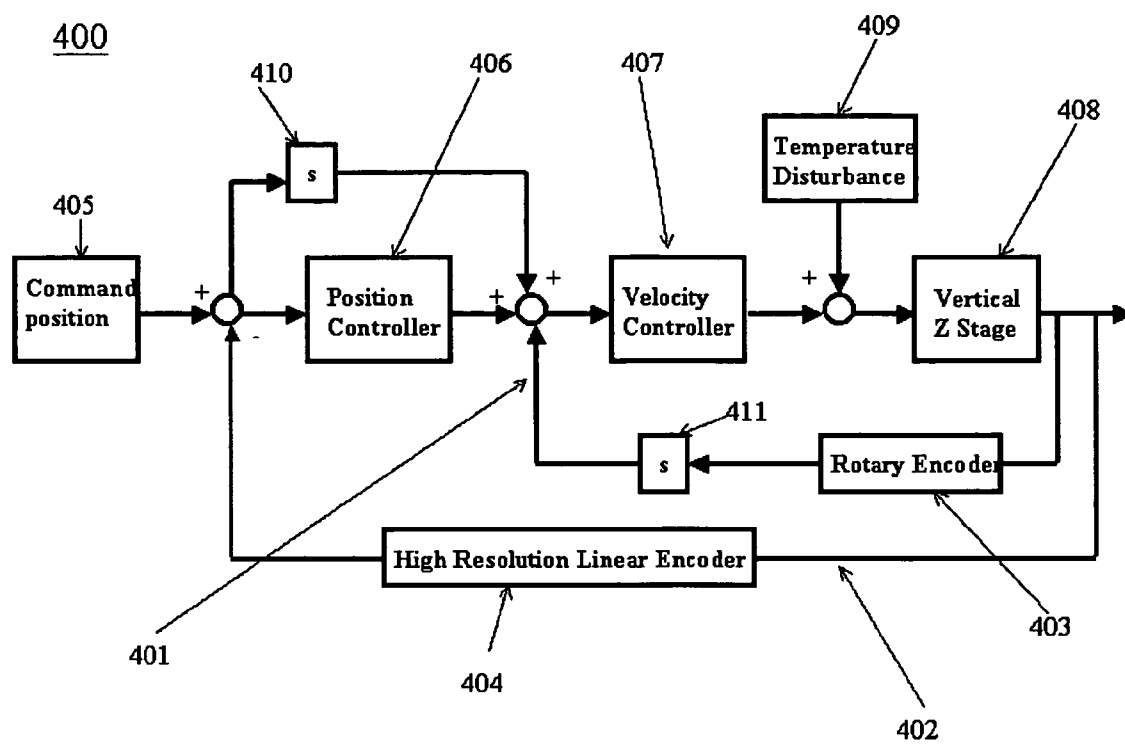 400
409
410
406
407
408
Temperature
Disturbance
s
405
Command
position
+
Position
Controller
+
+
Velocity
Controller
+
Vertical
Z Stage
-
411
s
Rotary Encoder
High Resolution Linear Encoder
401
404
403
402